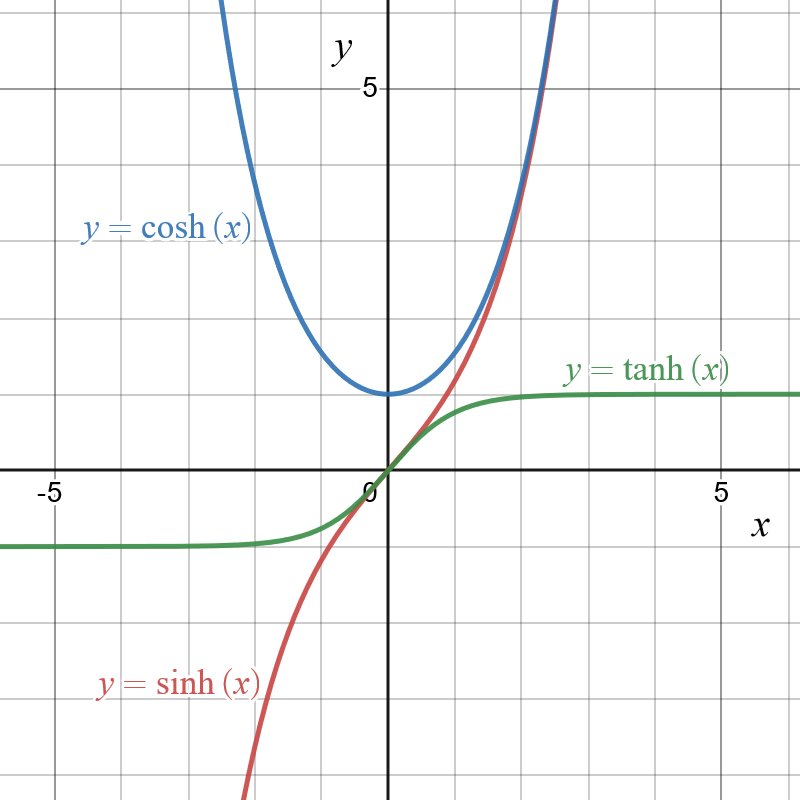 y
5
y = cosh (x)
y = tanh (x)
-5
0
5
x
y = sinh (x)